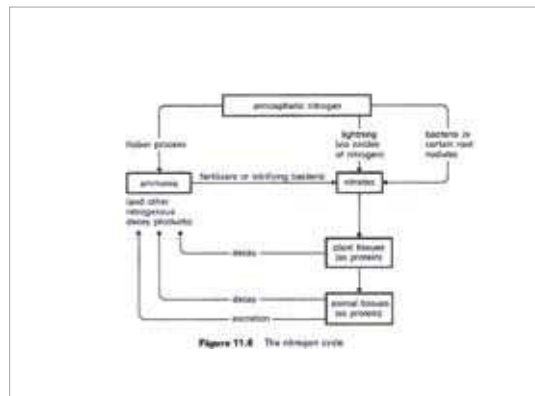 atmospheric nitrogen
Haber process
lightning
(via oxides
of nitrogen)
bacteria in
certain root
nodules
ammonia
fertilizers or nitrifying bacteria
nitrates
(and other
nitrogenous
decay products)
decay
plant tissues
(as protein)
decay
animal tissues
(as protein)
excretion
Figure 11.6 The nitrogen cycle